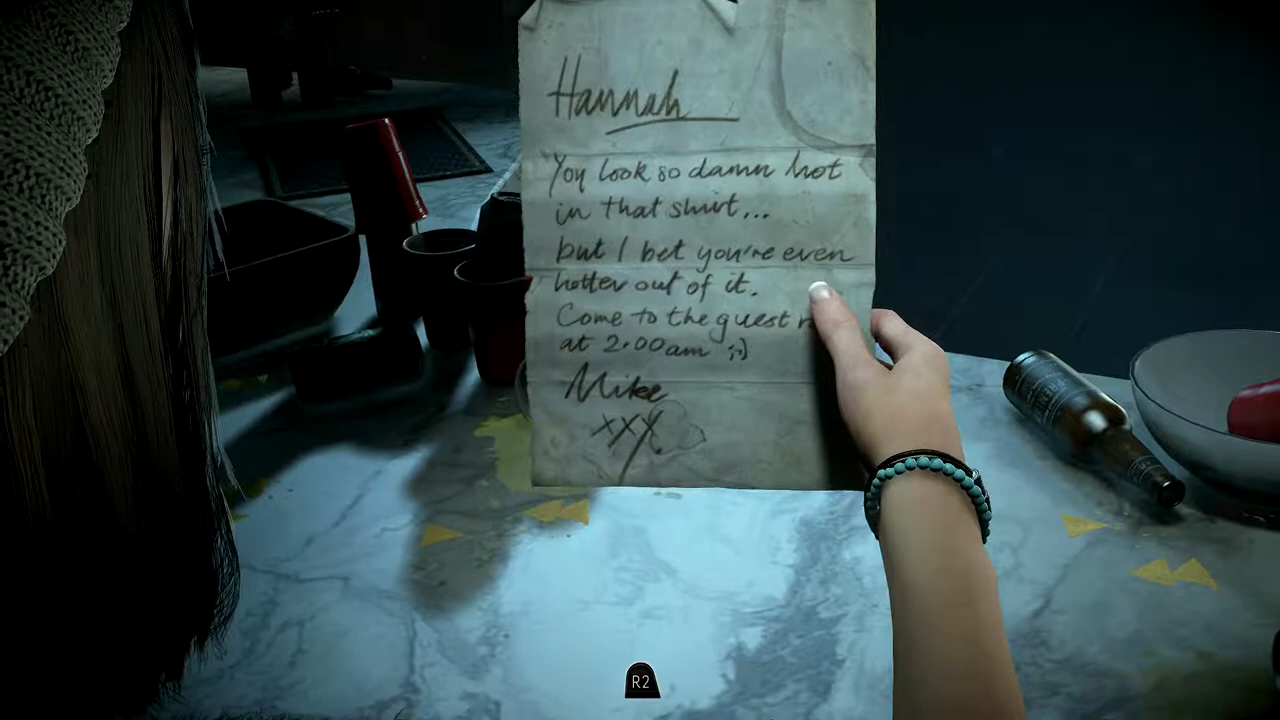 Hannah
You look so damn hot
in that shirt...
but I bet you're even
hotter out of it.
Come to the guest
at 2.00am ;)
Mike
xxx
R2